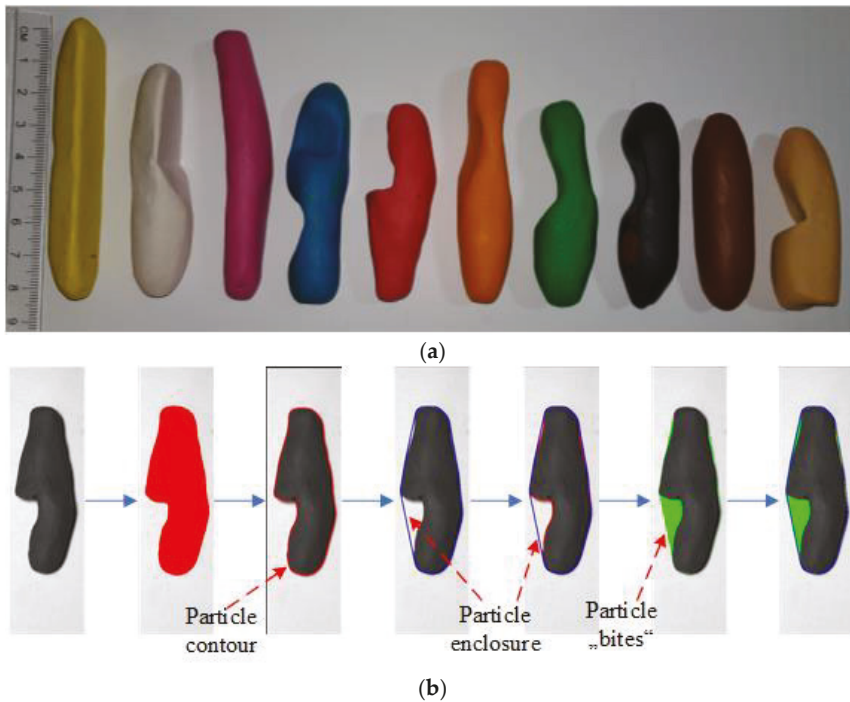 CM
1
2
3
4
5
6
7
8
9
(a)
Particle
contour
Particle
enclosure
Particle
„bites“
(b)